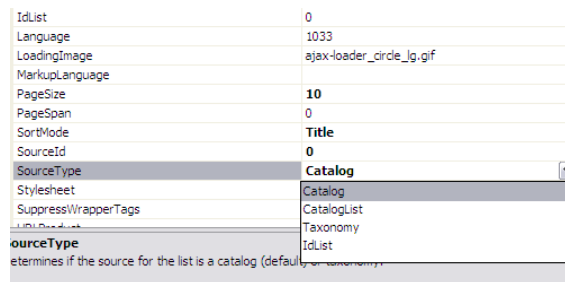 IdList 0
Language 1033
LoadingImage ajax-loader_circle_lg.gif
MarkupLanguage
PageSize 10
PageSpan 0
SortMode Title
SourceId 0
SourceType Catalog
Stylesheet Catalog
SuppressWrapperTags CatalogList
Taxonomy
IdList
ourceType
etermines if the source for the list is a catalog (default) or taxonomy.